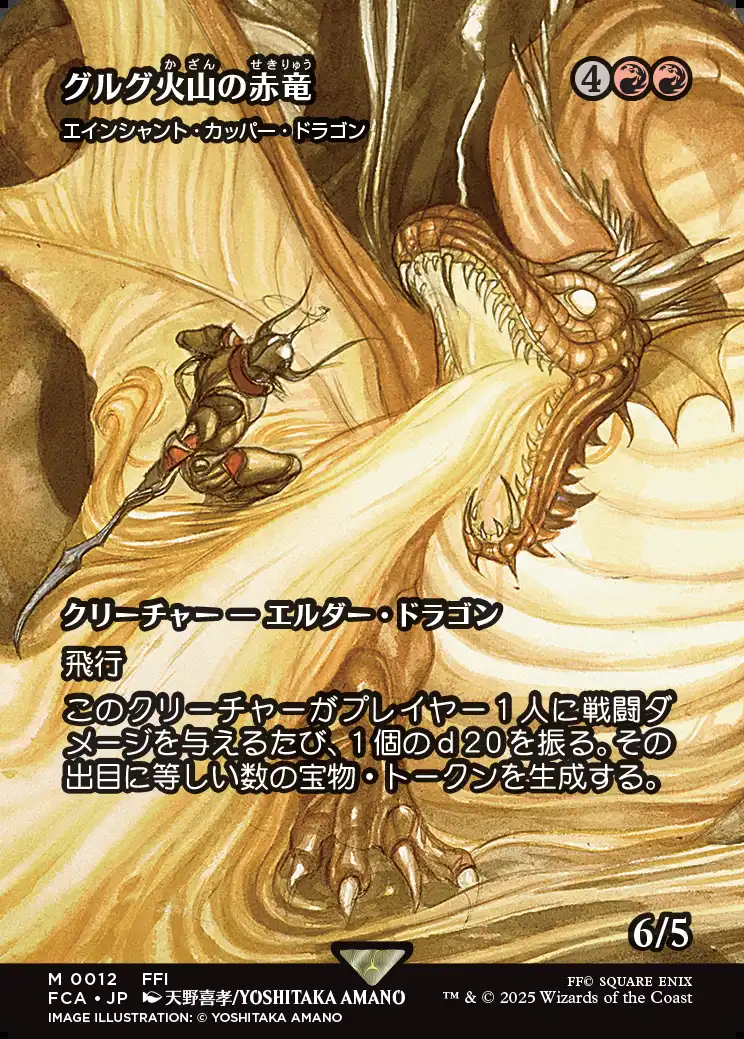 かざん せきりゅう
グルグ火山の赤竜
4
エインシャント・カッパー・ドラゴン
クリーチャー — エルダー・ドラゴン
飛行
このクリーチャーがプレイヤー1人に戦闘ダ
メージを与えるたび、1個のd20を振る。その
出目に等しい数の宝物・トークンを生成する。
6/5
M 0012 FFI
FCA • JP 天野喜孝/YOSHITAKA AMANO
IMAGE ILLUSTRATION: © YOSHITAKA AMANO
FF© SQUARE ENIX
™ & © 2025 Wizards of the Coast